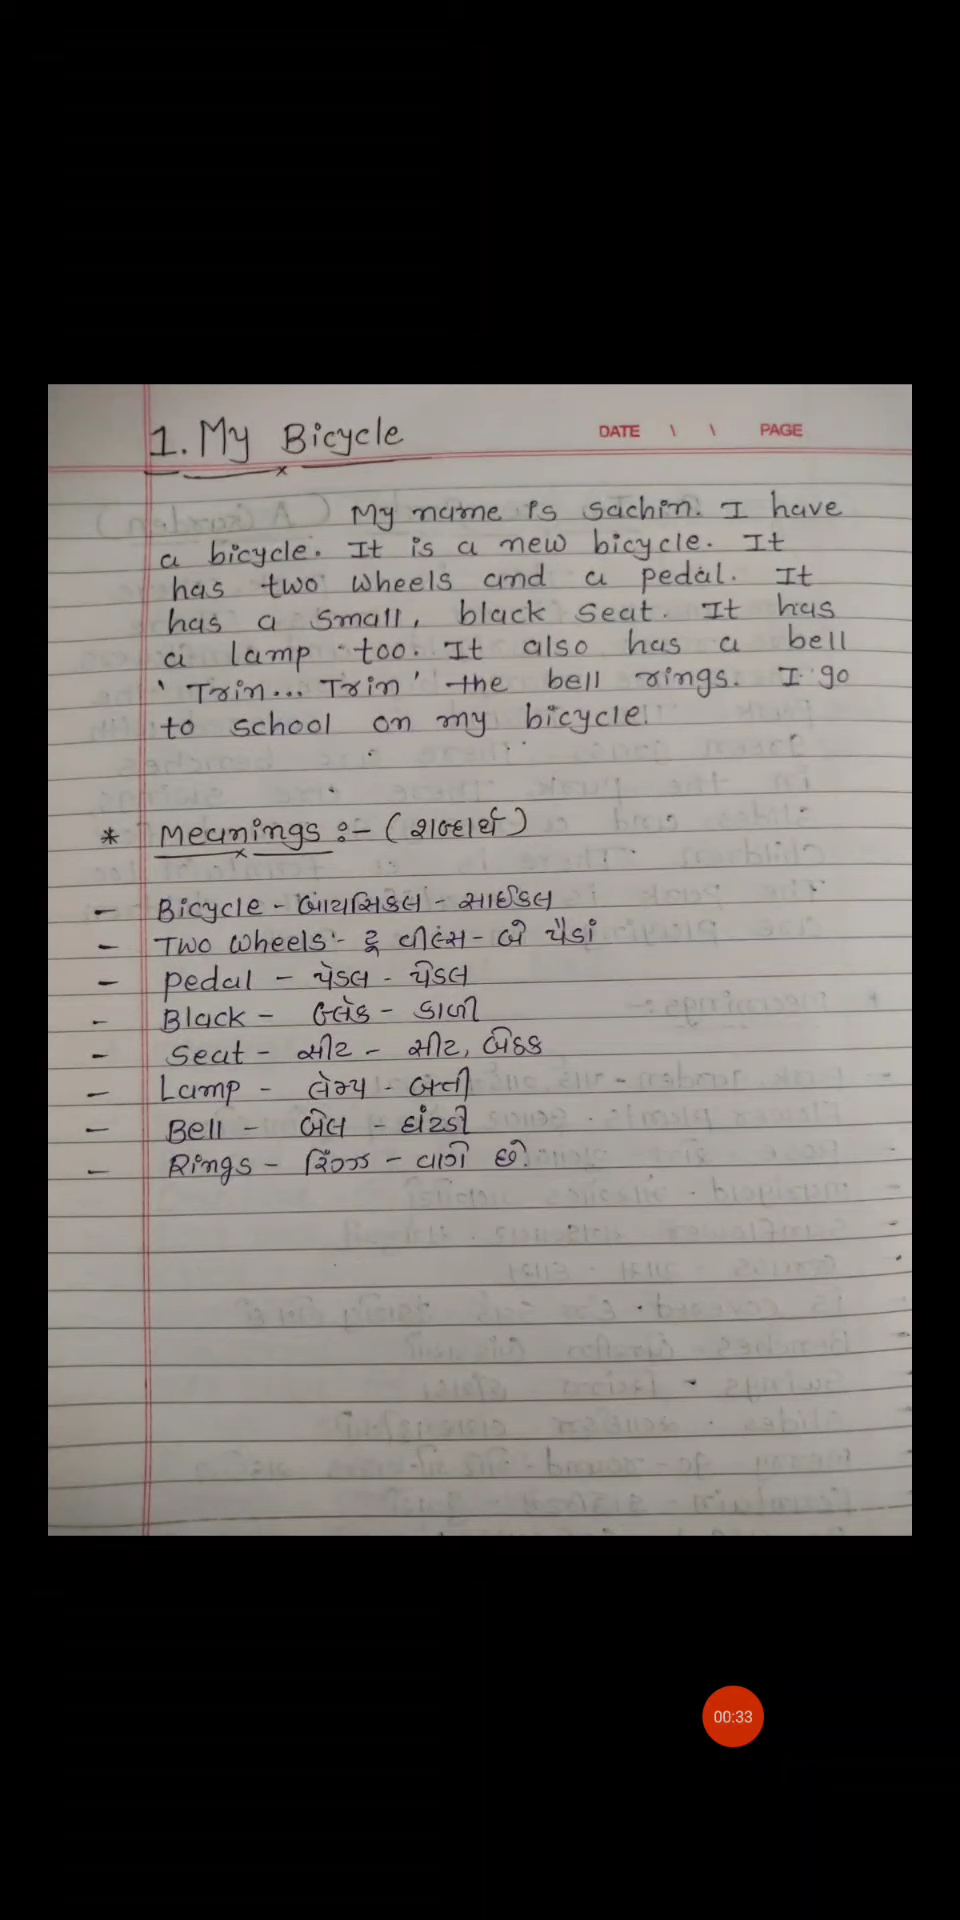 1. My Bicycle
DATE \ \ PAGE
My name is sachin. I have
a bicycle. It is a new bicycle. It
has two wheels and a pedal. It
has a small, black seat. It has
a lamp too. It also has a bell
'Trin... Trin' the bell rings. I go
to school on my bicycle.
* Meanings :- (શબ્દાર્થ)
- Bicycle - બાયસિકલ - સાઈકલ
- Two wheels - ટૂ વીલ્સ - બે પૈડાં
- pedal - પેડલ - પેડલ
- Black - બ્લેક - કાળી
- Seat - સીટ - સીટ, બેઠક
- Lamp - લેમ્પ - બત્તી
- Bell - બેલ - ઘંટડી
- Rings - રિંગ્ઝ - વાગે છે.
00:33